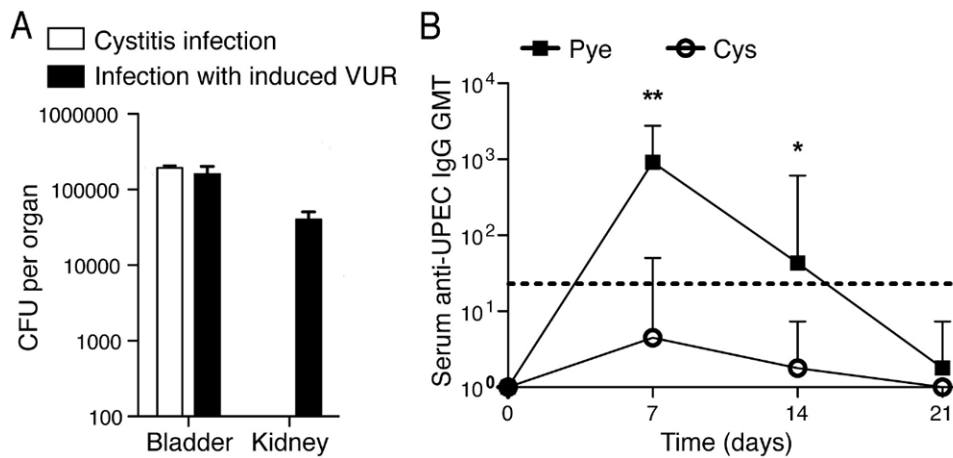 A
Cystitis infection
Infection with induced VUR
CFU per organ
1000000
100000
10000
1000
100
Bladder Kidney
B
Pye Cys
Serum anti-UPEC IgG GMT
10⁴
10³
10²
10¹
10⁰
** 
*
0 7 14 21
Time (days)